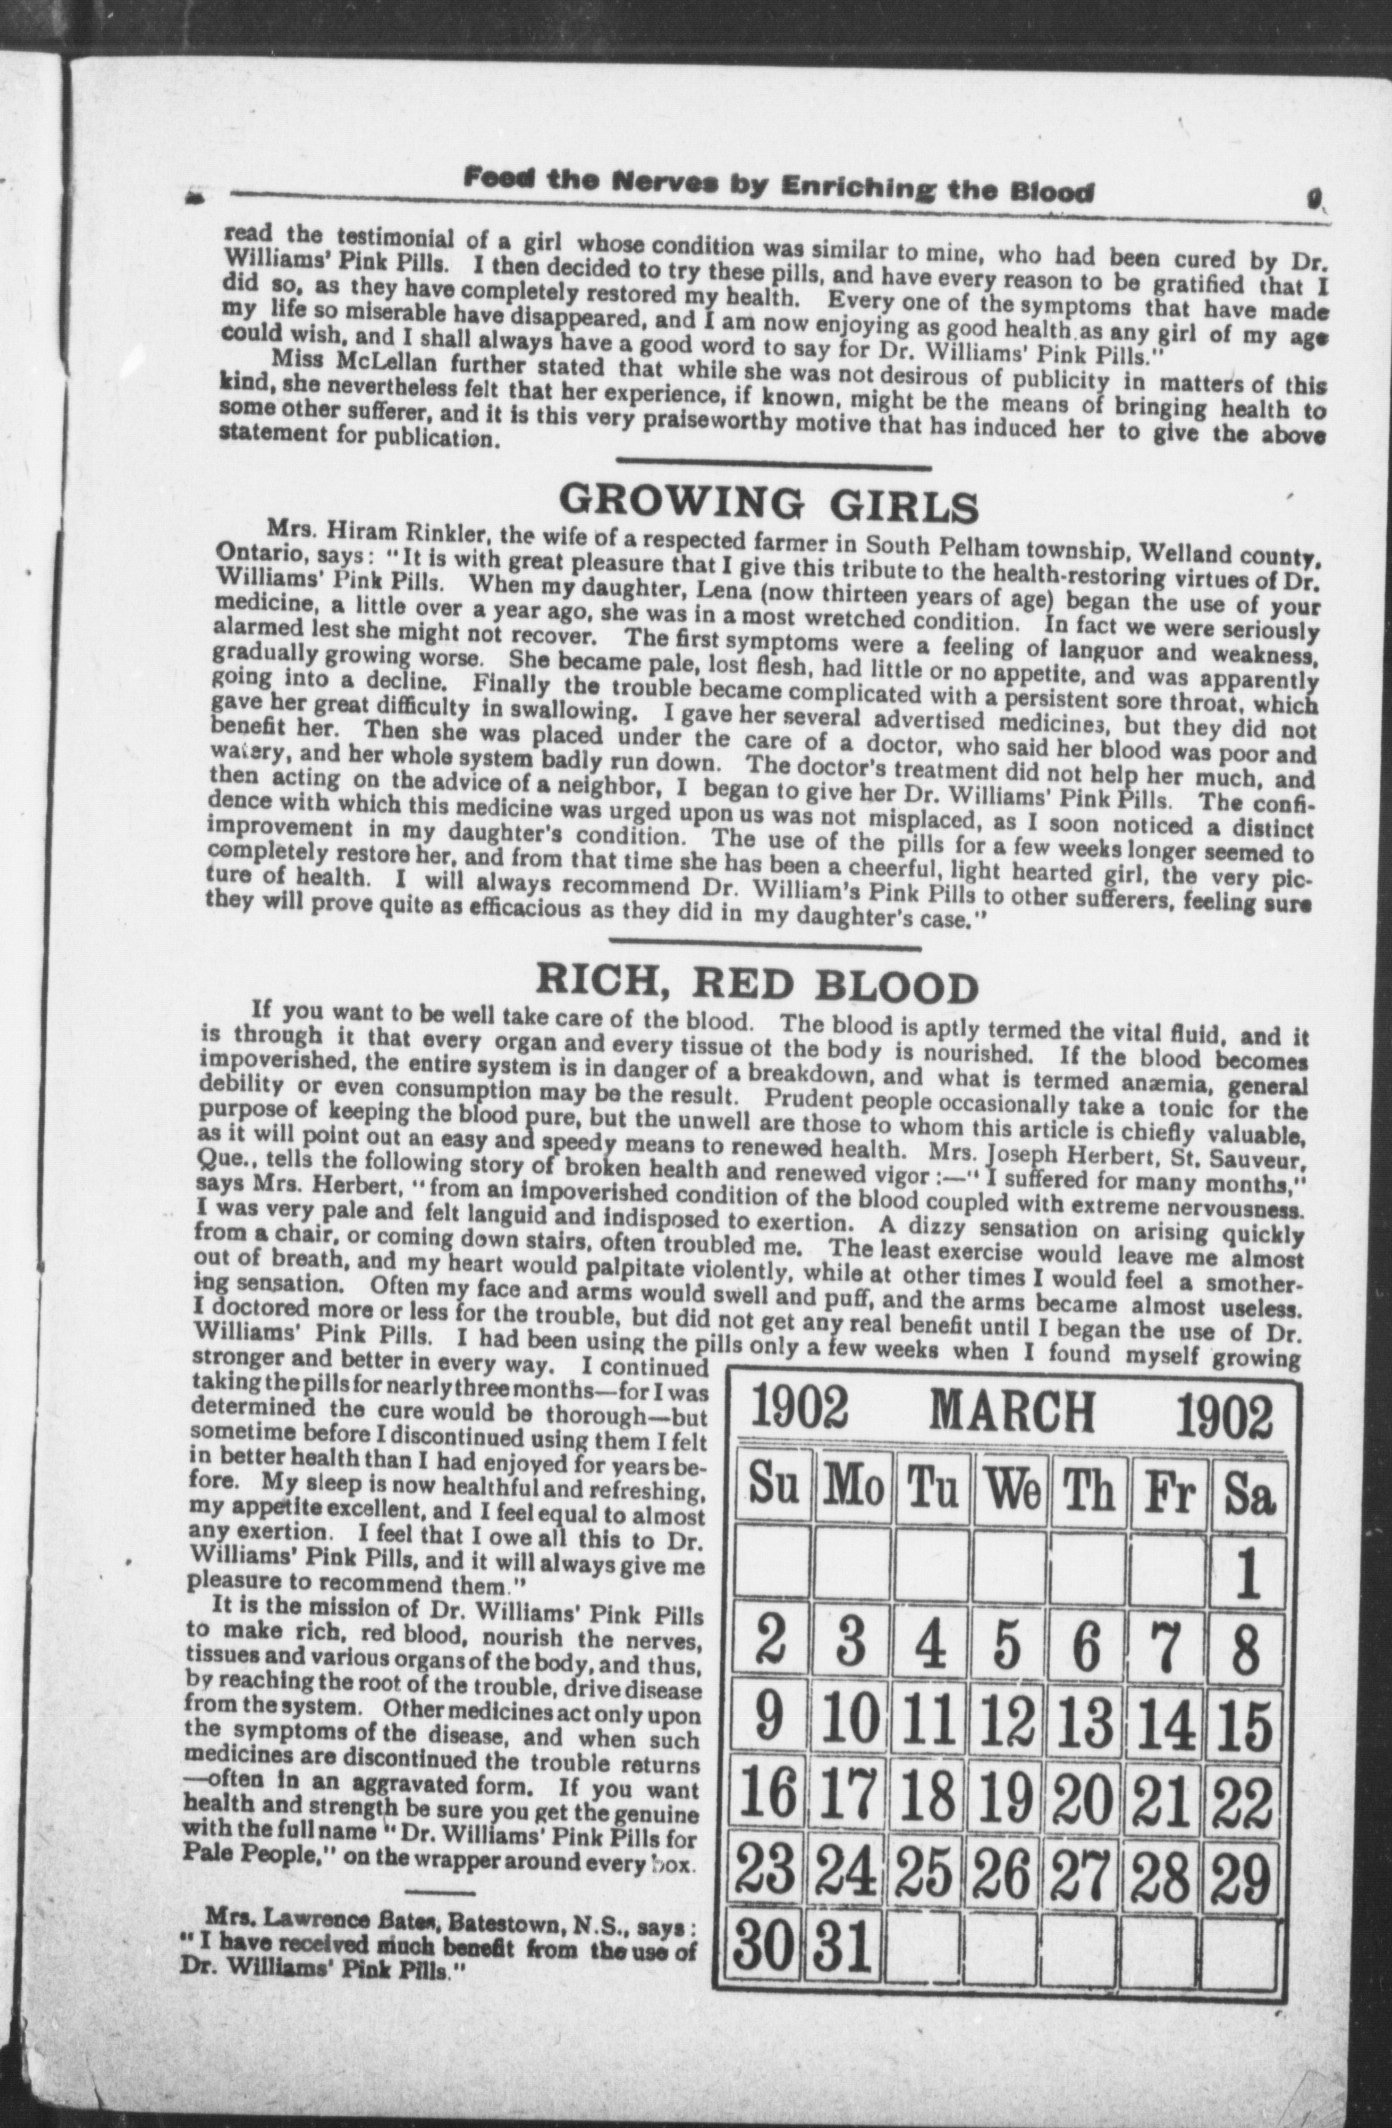 Feed the Nerves by Enriching the Blood 9
read the testimonial of a girl whose condition was similar to mine, who had been cured by Dr.
Williams' Pink Pills. I then decided to try these pills, and have every reason to be gratified that I
did so, as they have completely restored my health. Every one of the symptoms that have made
my life so miserable have disappeared, and I am now enjoying as good health as any girl of my age
could wish, and I shall always have a good word to say for Dr. Williams' Pink Pills."
Miss McLellan further stated that while she was not desirous of publicity in matters of this
kind, she nevertheless felt that her experience, if known, might be the means of bringing health to
some other sufferer, and it is this very praiseworthy motive that has induced her to give the above
statement for publication.
GROWING GIRLS
Mrs. Hiram Rinkler, the wife of a respected farmer in South Pelham township, Welland county,
Ontario, says: "It is with great pleasure that I give this tribute to the health-restoring virtues of Dr.
Williams' Pink Pills. When my daughter, Lena (now thirteen years of age) began the use of your
medicine, a little over a year ago, she was in a most wretched condition. In fact we were seriously
alarmed lest she might not recover. The first symptoms were a feeling of languor and weakness,
gradually growing worse. She became pale, lost flesh, had little or no appetite, and was apparently
going into a decline. Finally the trouble became complicated with a persistent sore throat, which
gave her great difficulty in swallowing. I gave her several advertised medicines, but they did not
benefit her. Then she was placed under the care of a doctor, who said her blood was poor and
watery, and her whole system badly run down. The doctor's treatment did not help her much, and
then acting on the advice of a neighbor, I began to give her Dr. Williams' Pink Pills. The confi-
dence with which this medicine was urged upon us was not misplaced, as I soon noticed a distinct
improvement in my daughter's condition. The use of the pills for a few weeks longer seemed to
completely restore her, and from that time she has been a cheerful, light hearted girl, the very pic-
ture of health. I will always recommend Dr. William's Pink Pills to other sufferers, feeling sure
they will prove quite as efficacious as they did in my daughter's case."
RICH, RED BLOOD
If you want to be well take care of the blood. The blood is aptly termed the vital fluid, and it
is through it that every organ and every tissue of the body is nourished. If the blood becomes
impoverished, the entire system is in danger of a breakdown, and what is termed anæmia, general
debility or even consumption may be the result. Prudent people occasionally take a tonic for the
purpose of keeping the blood pure, but the unwell are those to whom this article is chiefly valuable,
as it will point out an easy and speedy means to renewed health. Mrs. Joseph Herbert, St. Sauveur,
Que., tells the following story of broken health and renewed vigor :—" I suffered for many months,"
says Mrs. Herbert, "from an impoverished condition of the blood coupled with extreme nervousness.
I was very pale and felt languid and indisposed to exertion. A dizzy sensation on arising quickly
from a chair, or coming down stairs, often troubled me. The least exercise would leave me almost
out of breath, and my heart would palpitate violently, while at other times I would feel a smother-
ing sensation. Often my face and arms would swell and puff, and the arms became almost useless.
I doctored more or less for the trouble, but did not get any real benefit until I began the use of Dr.
Williams' Pink Pills. I had been using the pills only a few weeks when I found myself growing
stronger and better in every way. I continued
taking the pills for nearly three months—for I was
determined the cure would be thorough—but
sometime before I discontinued using them I felt
in better health than I had enjoyed for years be-
fore. My sleep is now healthful and refreshing,
my appetite excellent, and I feel equal to almost
any exertion. I feel that I owe all this to Dr.
Williams' Pink Pills, and it will always give me
pleasure to recommend them."
It is the mission of Dr. Williams' Pink Pills
to make rich, red blood, nourish the nerves,
tissues and various organs of the body, and thus,
by reaching the root of the trouble, drive disease
from the system. Other medicines act only upon
the symptoms of the disease, and when such
medicines are discontinued the trouble returns
—often in an aggravated form. If you want
health and strength be sure you get the genuine
with the full name "Dr. Williams' Pink Pills for
Pale People," on the wrapper around every box.
Mrs. Lawrence Bates, Batestown, N.S., says:
"I have received much benefit from the use of
Dr. Williams' Pink Pills."
1902 MARCH 1902
Su Mo Tu We Th Fr Sa
1
2 3 4 5 6 7 8
9 10 11 12 13 14 15
16 17 18 19 20 21 22
23 24 25 26 27 28 29
30 31